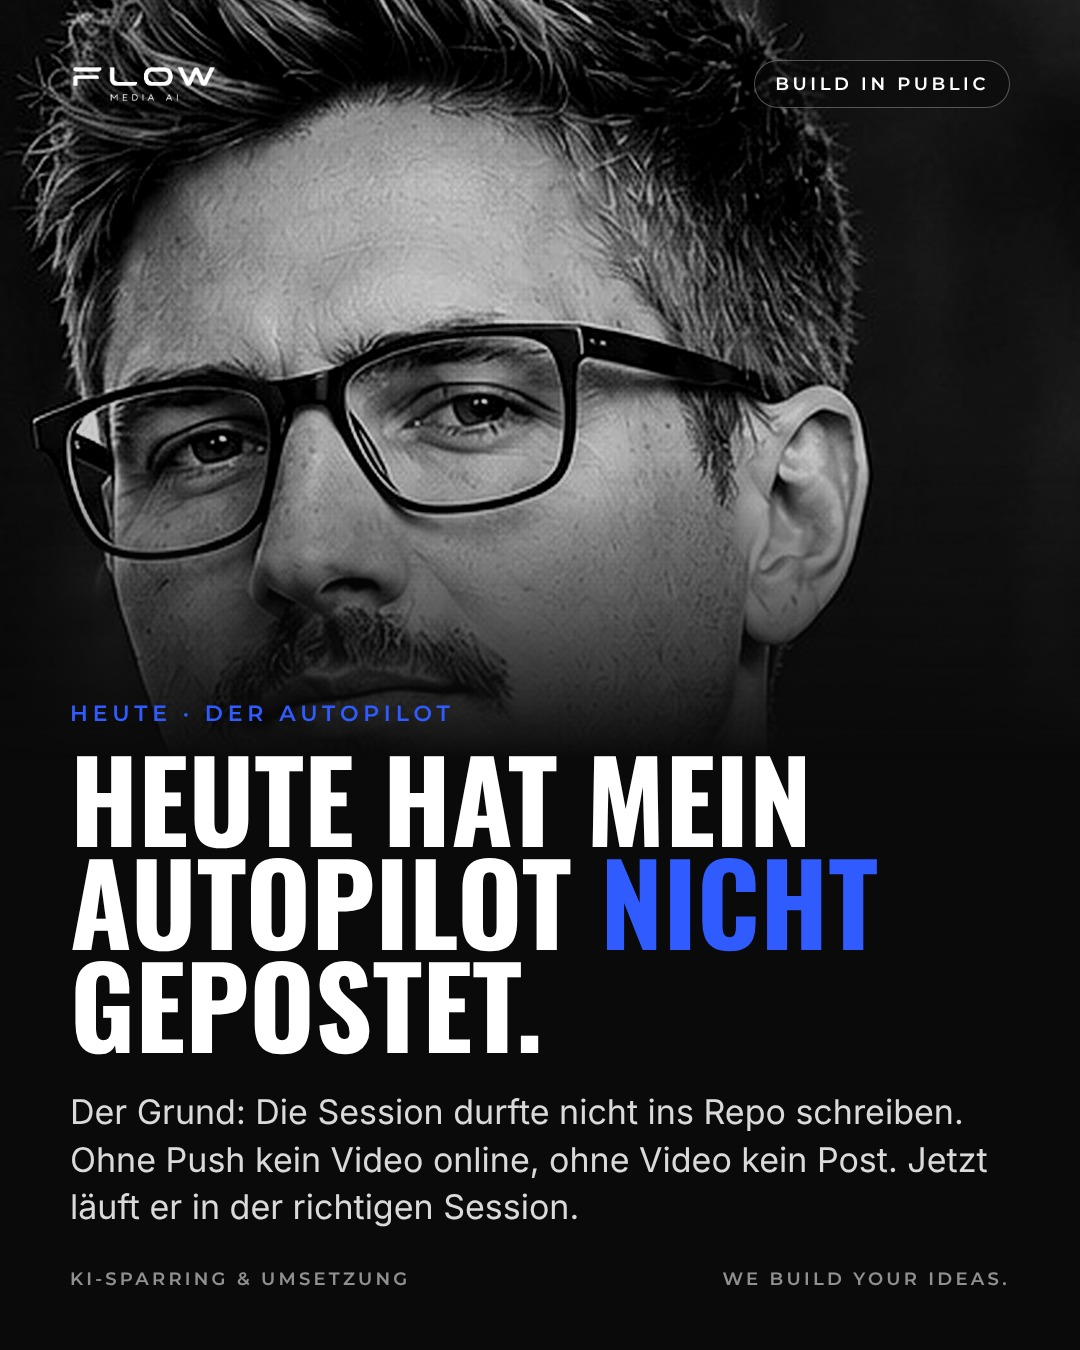 FLOW
MEDIA AI
BUILD IN PUBLIC
HEUTE · DER AUTOPILOT
HEUTE HAT MEIN
AUTOPILOT NICHT
GEPOSTET.
Der Grund: Die Session durfte nicht ins Repo schreiben.
Ohne Push kein Video online, ohne Video kein Post. Jetzt
läuft er in der richtigen Session.
KI-SPARRING & UMSETZUNG
WE BUILD YOUR IDEAS.